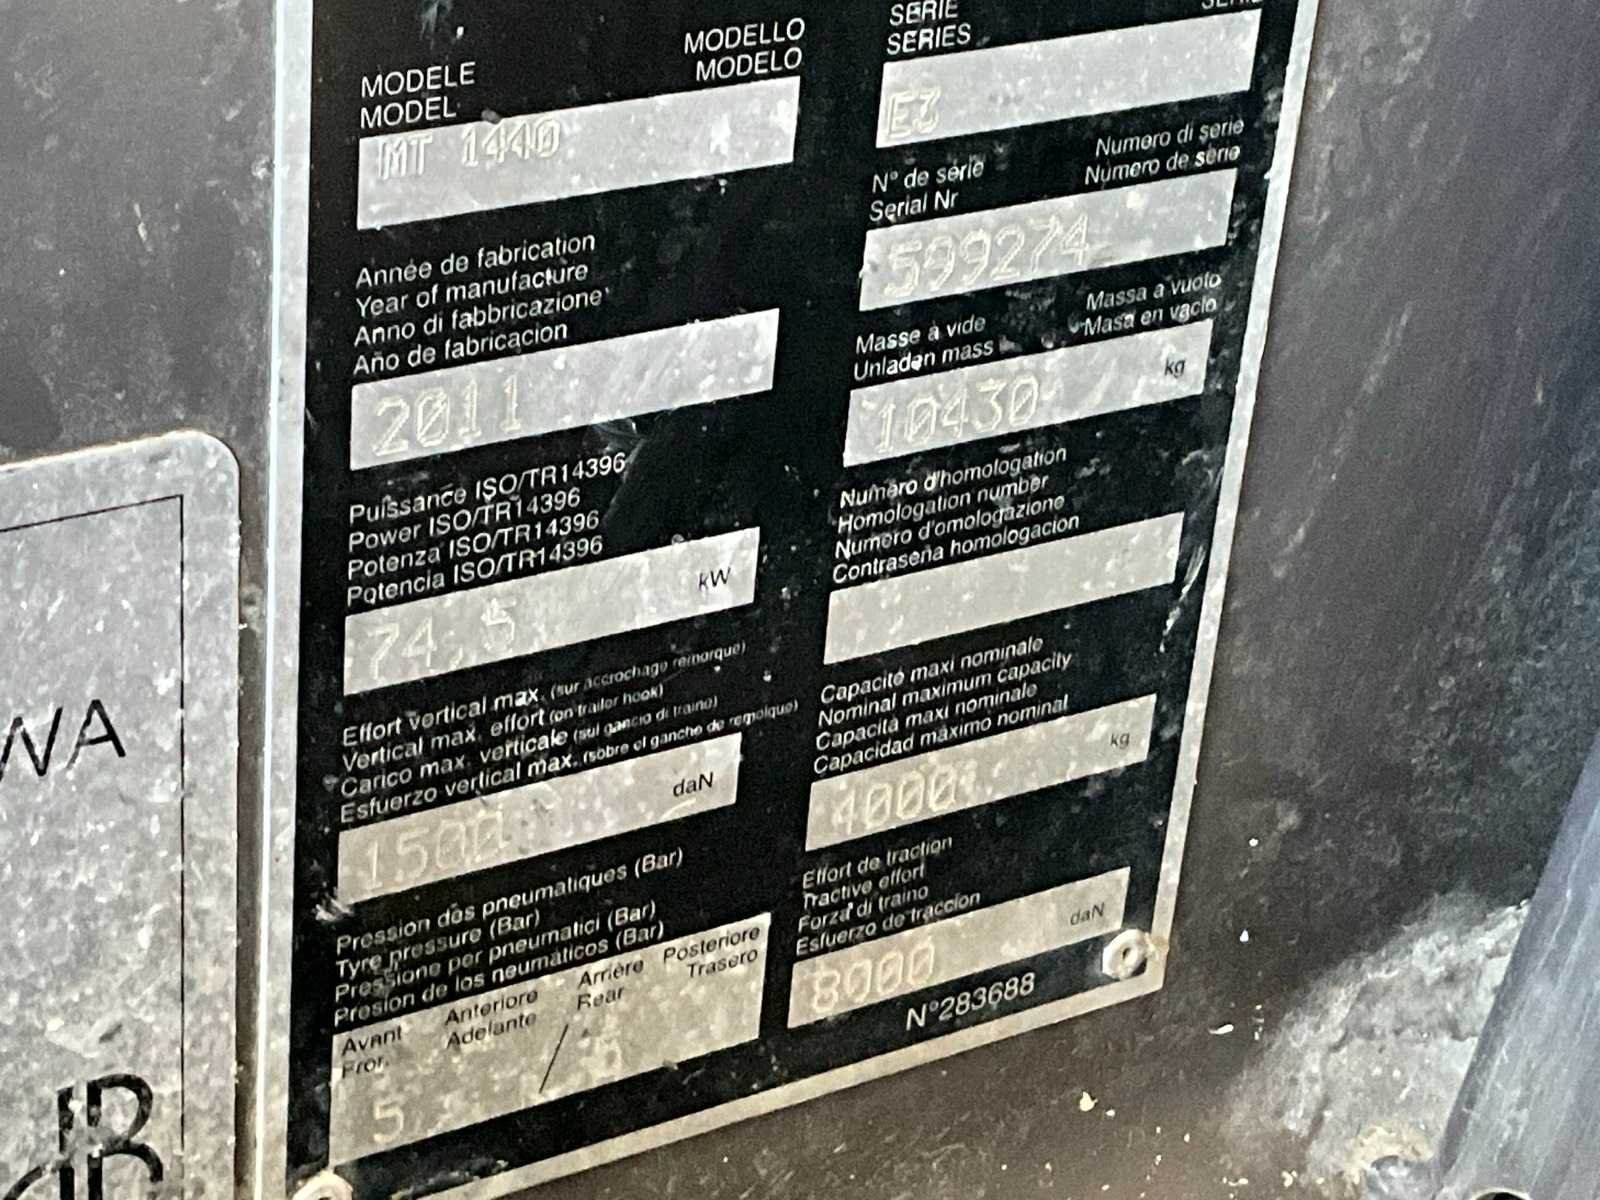 MODELE MODELLO
MODEL MODELO
MT 1440
SERIE
SERIES
E3
Année de fabrication
Year of manufacture
Anno di fabbricazione
Año de fabricacion
2011
N° de série Numero di serie
Serial Nr Número de serie
599274
Masse à vide Massa a vuoto
Unladen mass Masa en vacio
10430 kg
Puissance ISO/TR14396
Power ISO/TR14396
Potenza ISO/TR14396
Potencia ISO/TR14396
74,5 kW
Numéro d'homologation
Homologation number
Numero d'omologazione
Contraseña homologacion
Effort vertical max. (sur accrochage remorque)
Vertical max. effort (on trailer hook)
Carico max. verticale (sul gancio di traino)
Esfuerzo vertical max. (sobre el ganche de remolque)
1500 daN
Capacité maxi nominale
Nominal maximum capacity
Capacità maxi nominale
Capacidad máximo nominal
4000 kg
Pression des pneumatiques (Bar)
Tyre pressure (Bar)
Pressione per pneumatici (Bar)
Presion de los neumáticos (Bar)
Avant Anteriore Arrière Posteriore
Fror. Adelante / Rear Trasero
Effort de traction
Tractive effort
Forza di traino
Esfuerzo de traccion
8000 daN
N°283688
WA